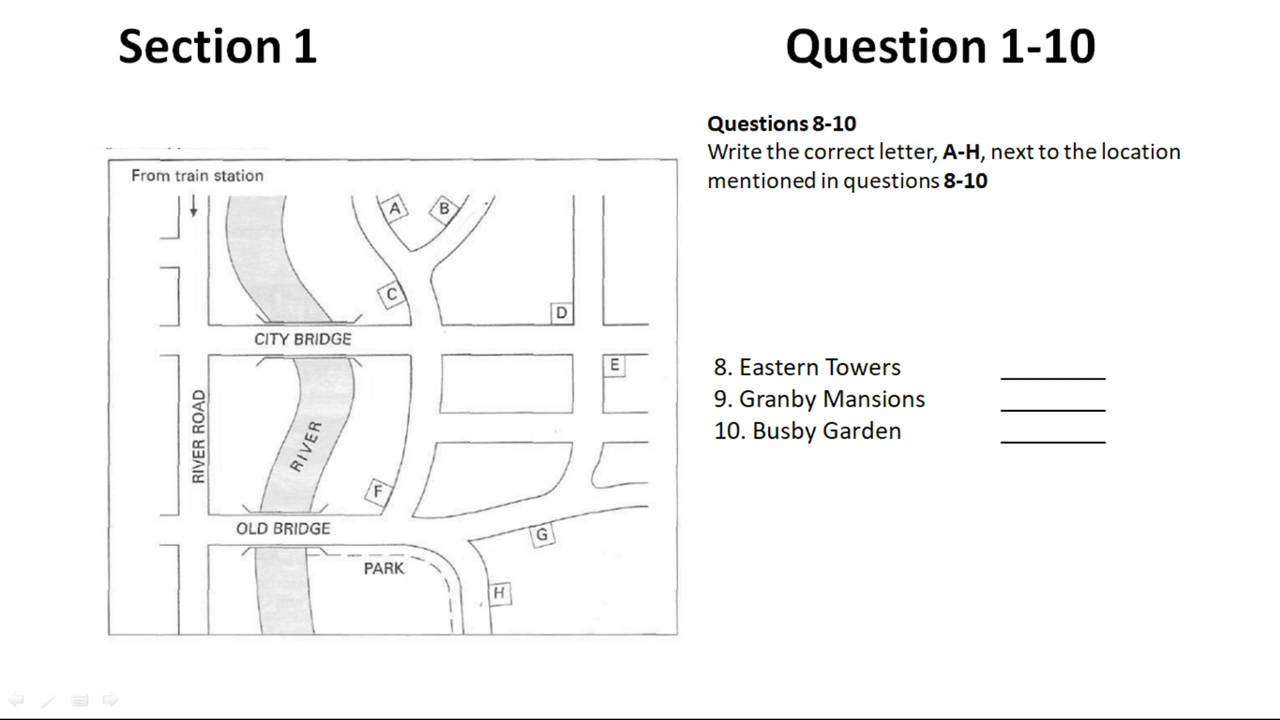 Section 1
Question 1-10
Questions 8-10
Write the correct letter, A-H, next to the location
mentioned in questions 8-10
From train station
A
B
C
D
CITY BRIDGE
E
RIVER ROAD
RIVER
F
OLD BRIDGE
G
PARK
H
8. Eastern Towers
9. Granby Mansions
10. Busby Garden